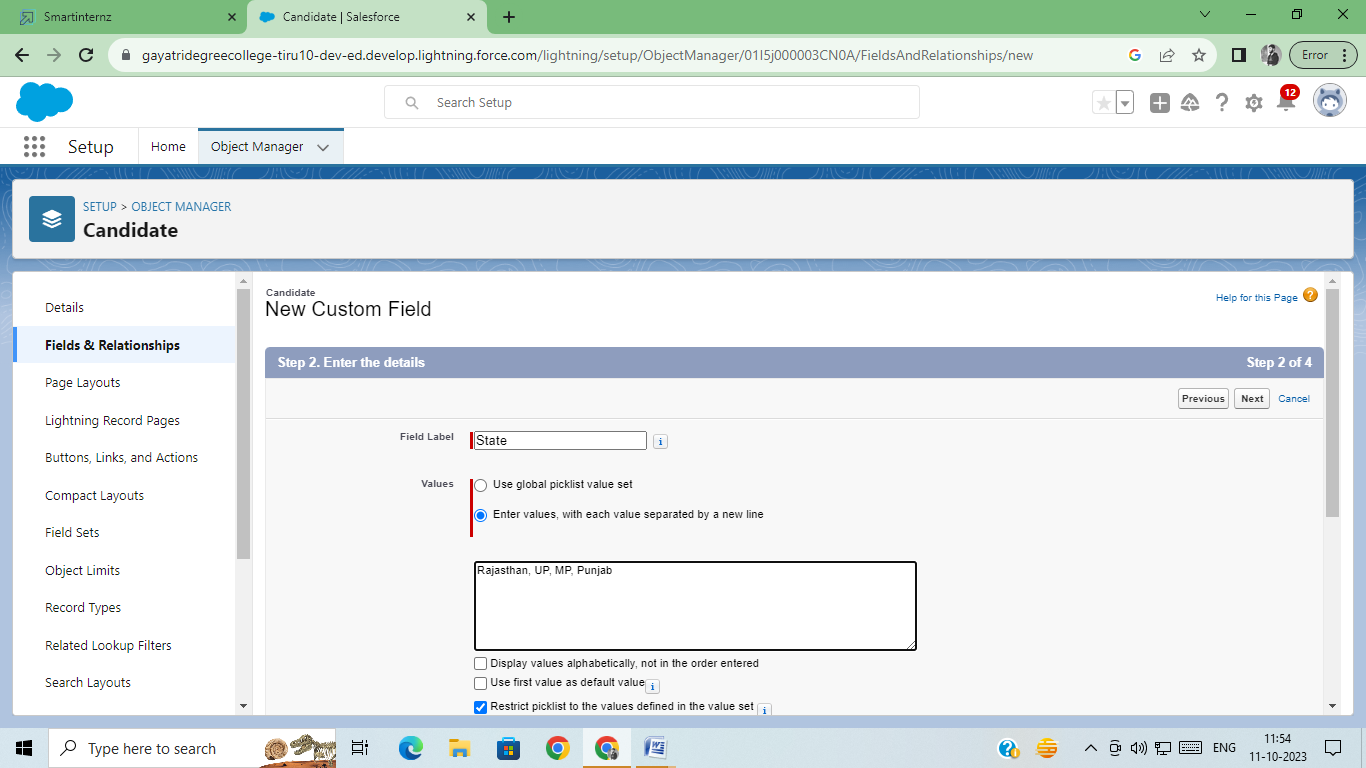 Smartinternz
Candidate | Salesforce
gayatridegreecollege-tiru10-dev-ed.develop.lightning.force.com/lightning/setup/ObjectManager/01I5j000003CN0A/FieldsAndRelationships/new
Error
Search Setup
12
Setup
Home
Object Manager
SETUP > OBJECT MANAGER
Candidate
Details
Fields & Relationships
Page Layouts
Lightning Record Pages
Buttons, Links, and Actions
Compact Layouts
Field Sets
Object Limits
Record Types
Related Lookup Filters
Search Layouts
Candidate
New Custom Field
Help for this Page
Step 2. Enter the details
Step 2 of 4
Previous
Next
Cancel
Field Label
State
Values
Use global picklist value set
Enter values, with each value separated by a new line
Rajasthan, UP, MP, Punjab
Display values alphabetically, not in the order entered
Use first value as default value
Restrict picklist to the values defined in the value set
Type here to search
ENG
11:54
11-10-2023